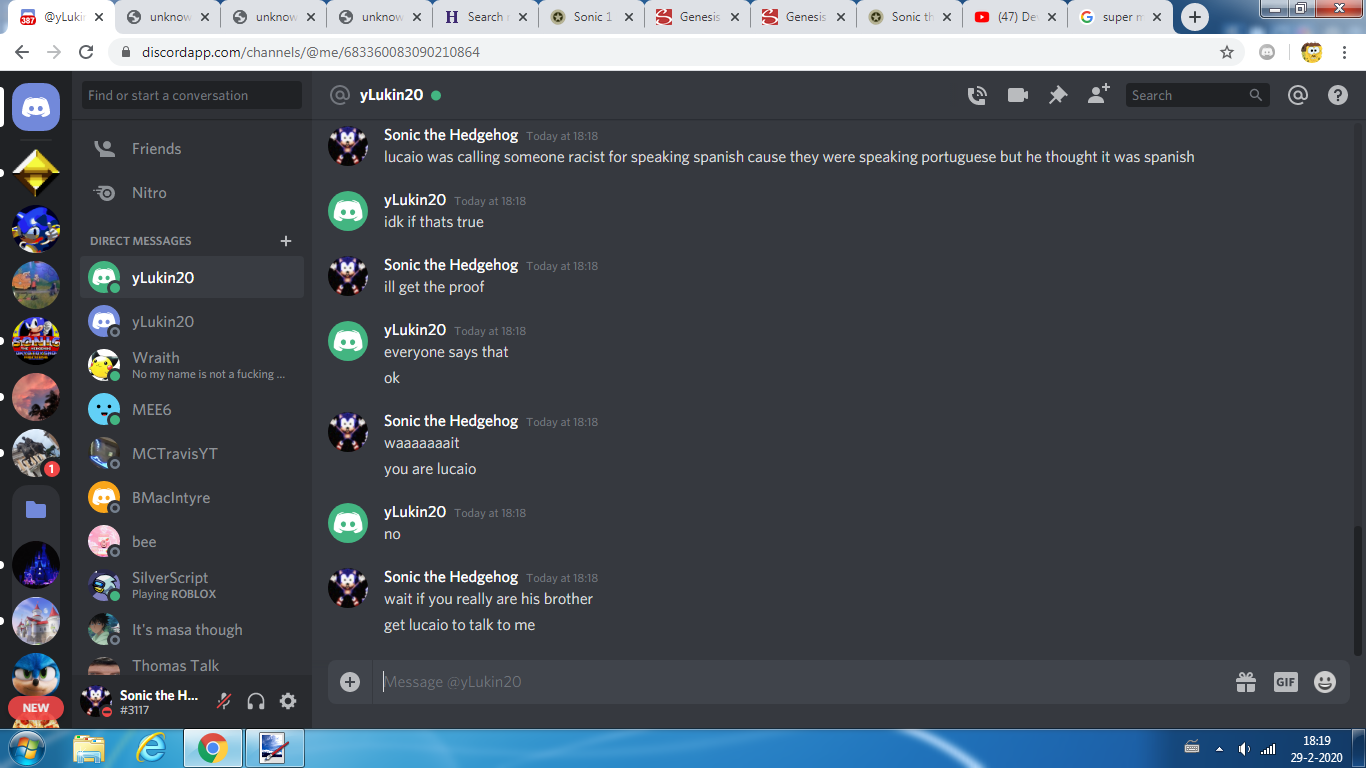 387
@yLukin
unknow
unknow
unknow
H
Search r
Sonic 1
Genesis
Genesis
Sonic th
(47) De
super m
discordapp.com/channels/@me/683360083090210864
Find or start a conversation
yLukin20
Search
Friends
Nitro
DIRECT MESSAGES
yLukin20
yLukin20
Wraith
No my name is not a fucking ...
MEE6
MCTravisYT
BMacIntyre
bee
SilverScript
Playing ROBLOX
It's masa though
Thomas Talk
1
NEW
Sonic the H...
#3117
Sonic the Hedgehog Today at 18:18
lucaio was calling someone racist for speaking spanish cause they were speaking portuguese but he thought it was spanish
yLukin20 Today at 18:18
idk if thats true
Sonic the Hedgehog Today at 18:18
ill get the proof
yLukin20 Today at 18:18
everyone says that
ok
Sonic the Hedgehog Today at 18:18
waaaaaaait
you are lucaio
yLukin20 Today at 18:18
no
Sonic the Hedgehog Today at 18:18
wait if you really are his brother
get lucaio to talk to me
Message @yLukin20
GIF
18:19
29-2-2020